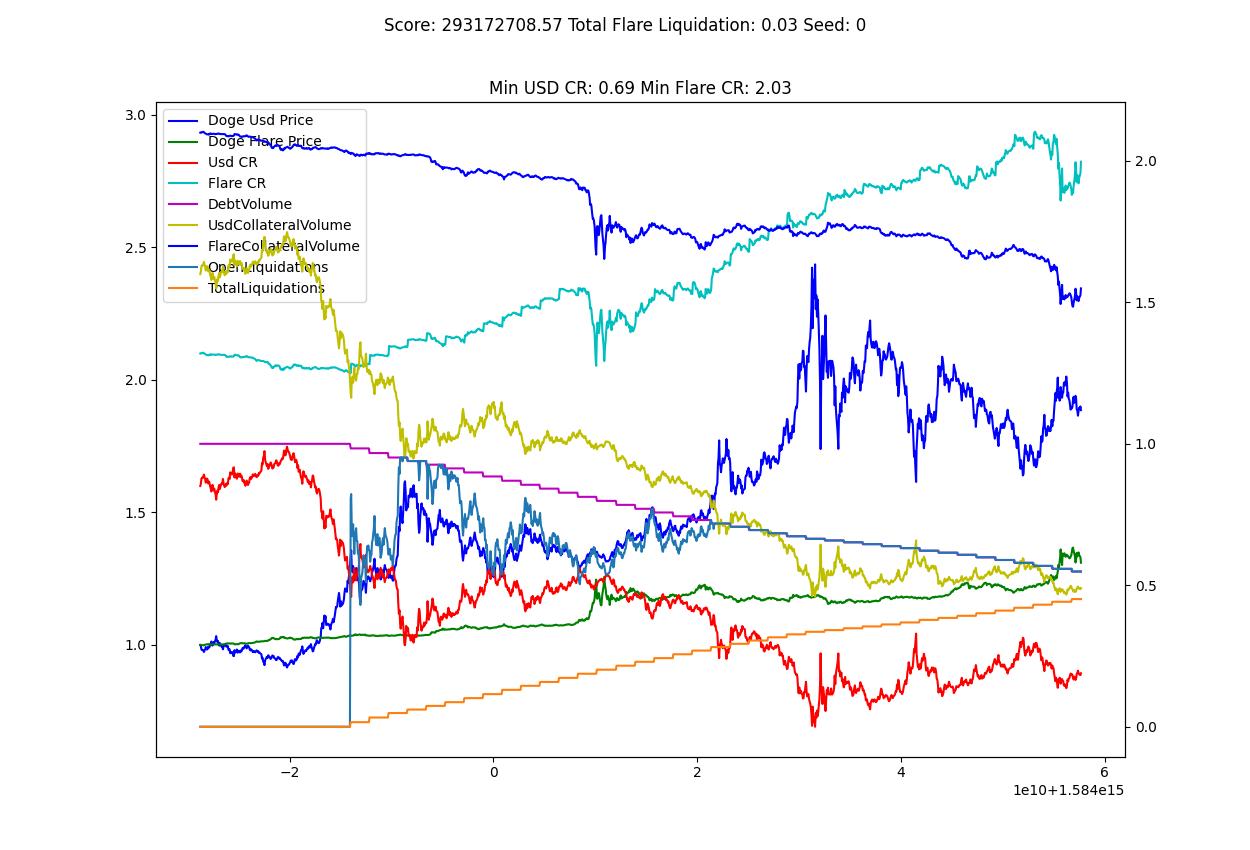 Score: 293172708.57 Total Flare Liquidation: 0.03 Seed: 0
Min USD CR: 0.69 Min Flare CR: 2.03
3.0
2.5
2.0
1.5
1.0
Doge Usd Price
Doge Flare Price
Usd CR
Flare CR
DebtVolume
UsdCollateralVolume
FlareCollateralVolume
OpenLiquidations
TotalLiquidations
2.0
1.5
1.0
0.5
0.0
−2 0 2 4 6
1e10+1.584e15